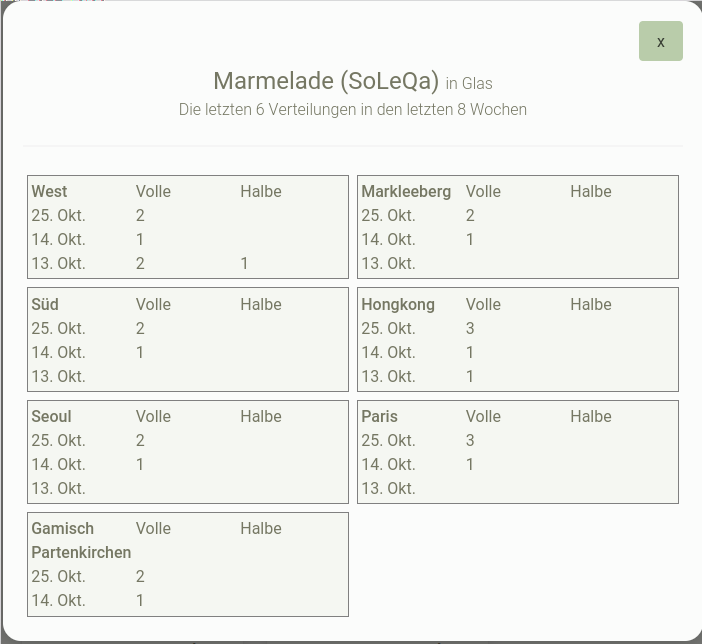 x
Marmelade (SoLeQa) in Glas
Die letzten 6 Verteilungen in den letzten 8 Wochen
West Volle Halbe
25. Okt. 2
14. Okt. 1
13. Okt. 2 1
Markleeberg Volle Halbe
25. Okt. 2
14. Okt. 1
13. Okt.
Süd Volle Halbe
25. Okt. 2
14. Okt. 1
13. Okt.
Hongkong Volle Halbe
25. Okt. 3
14. Okt. 1
13. Okt. 1
Seoul Volle Halbe
25. Okt. 2
14. Okt. 1
13. Okt.
Paris Volle Halbe
25. Okt. 3
14. Okt. 1
13. Okt.
Gamisch Volle Halbe
Partenkirchen
25. Okt. 2
14. Okt. 1